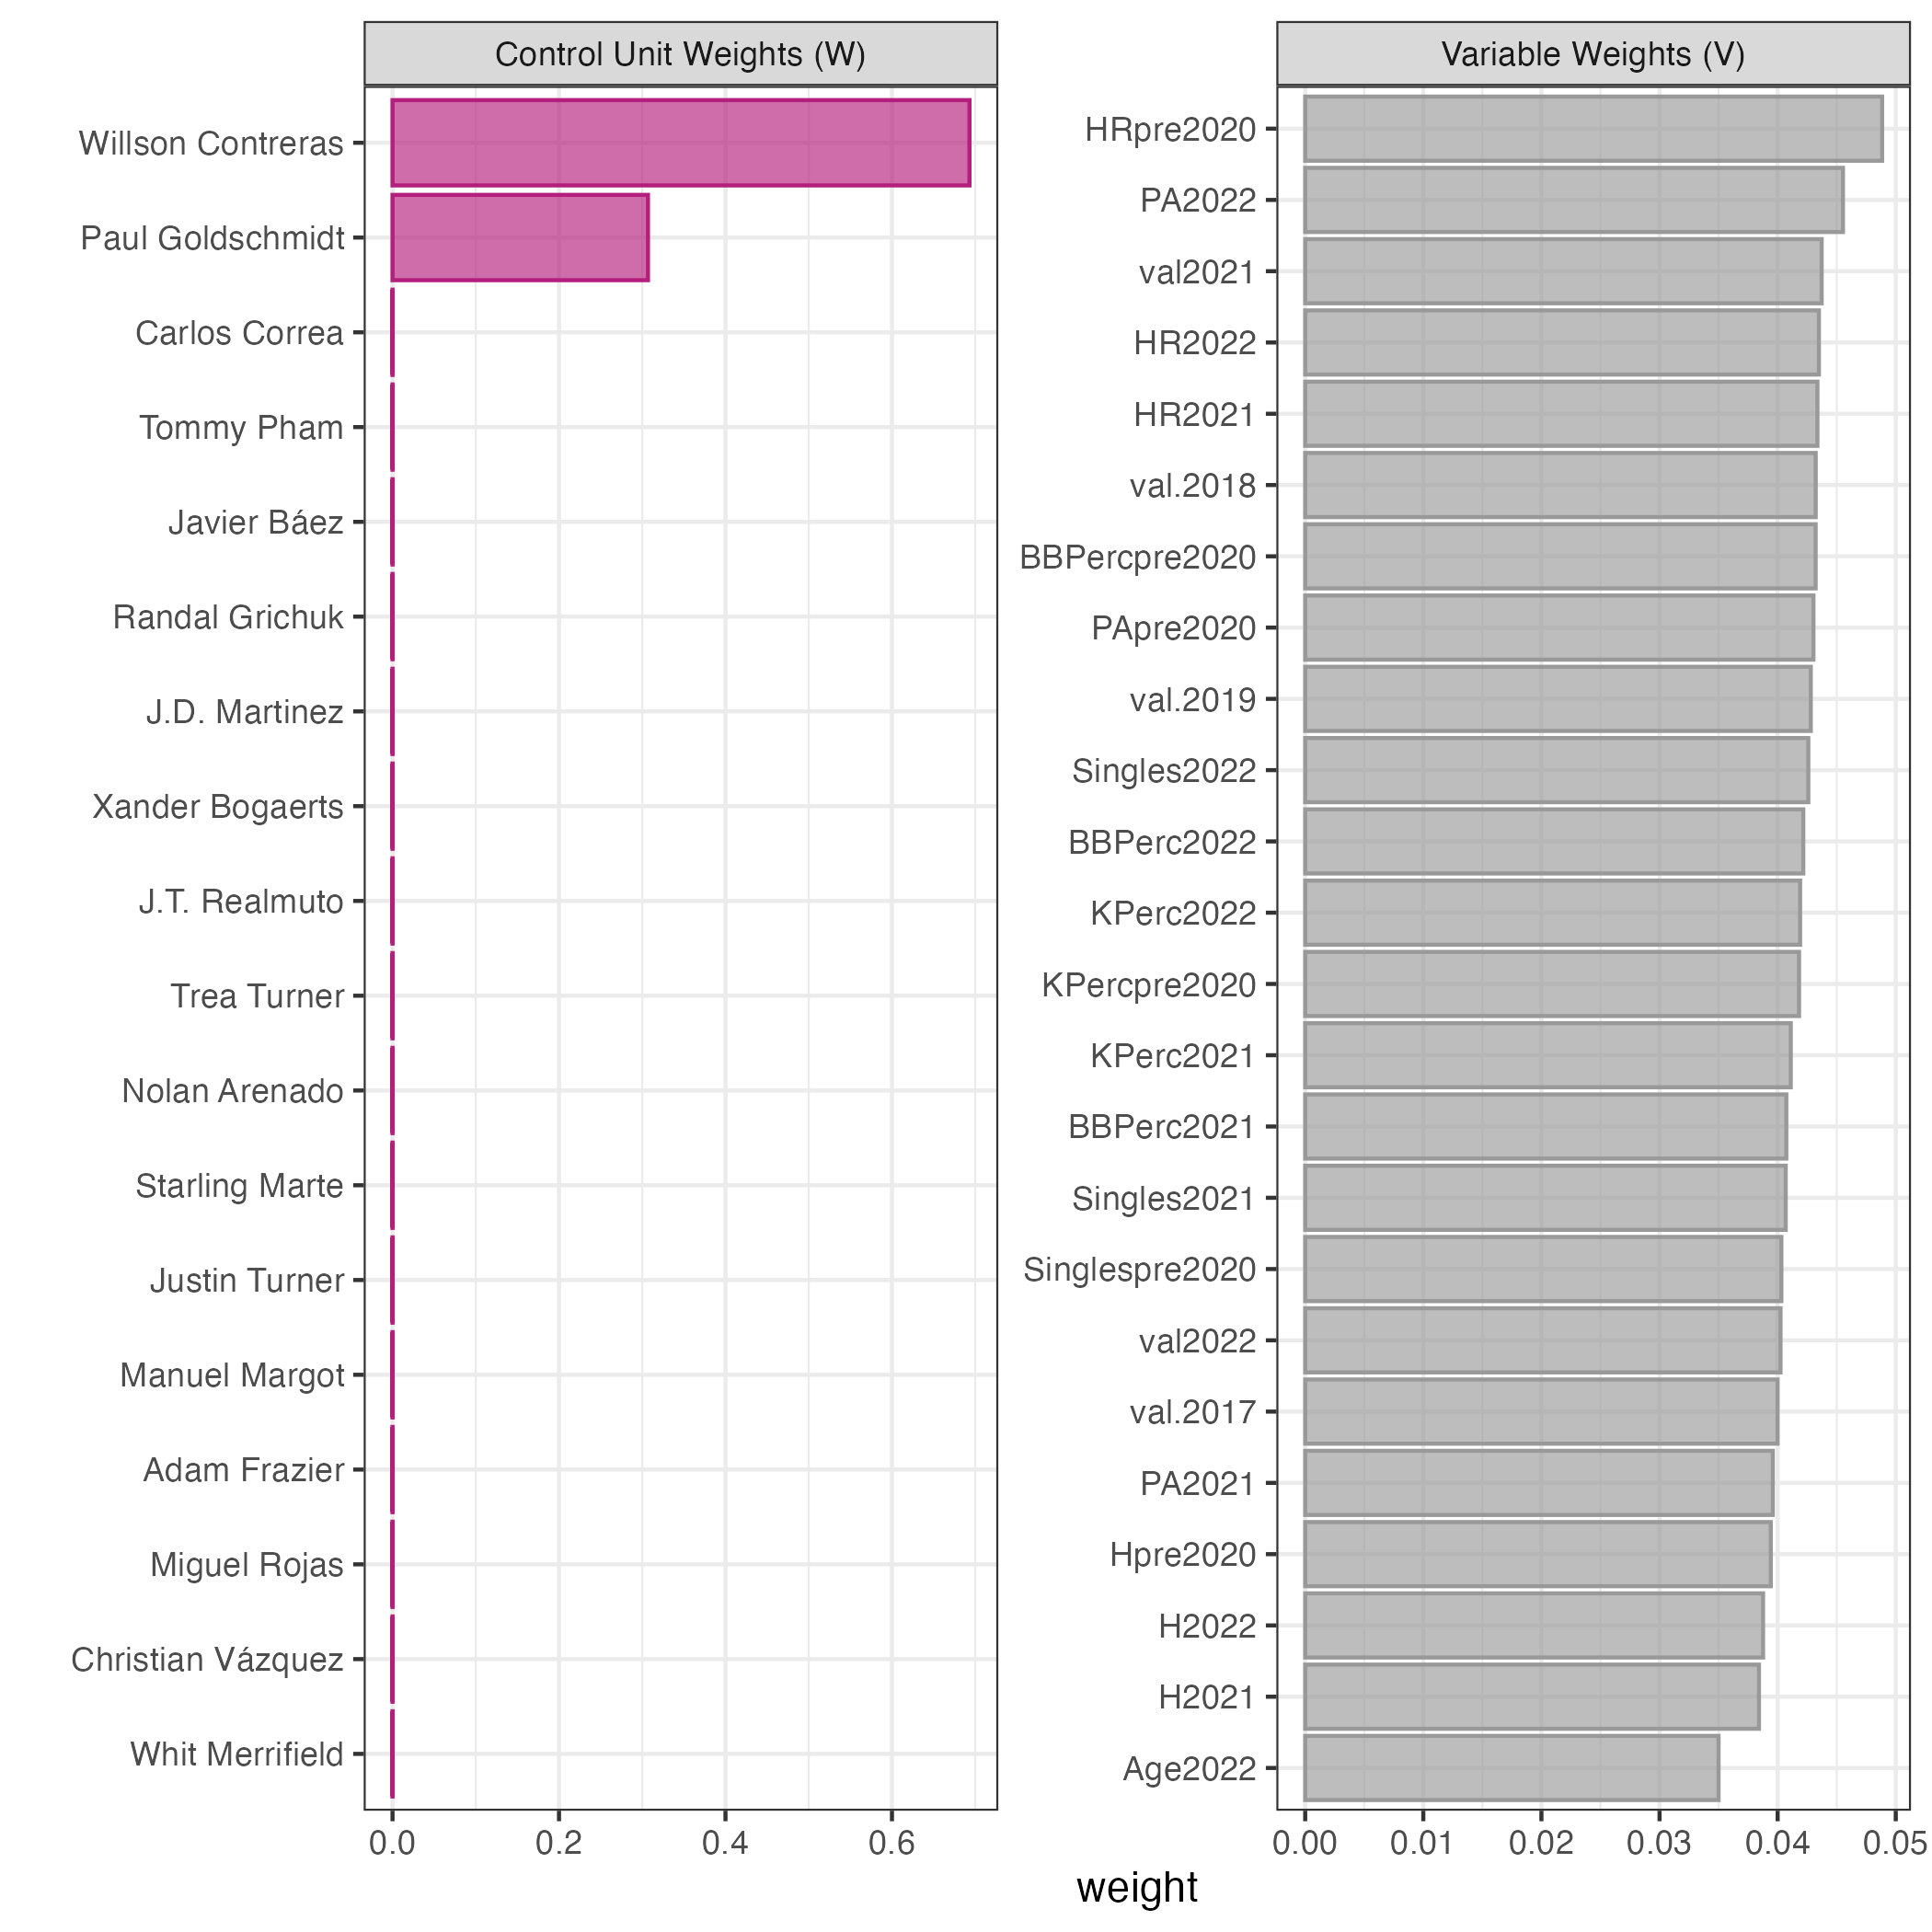 Control Unit Weights (W)
Willson Contreras
Paul Goldschmidt
Carlos Correa
Tommy Pham
Javier Báez
Randal Grichuk
J.D. Martinez
Xander Bogaerts
J.T. Realmuto
Trea Turner
Nolan Arenado
Starling Marte
Justin Turner
Manuel Margot
Adam Frazier
Miguel Rojas
Christian Vázquez
Whit Merrifield
0.0 0.2 0.4 0.6
Variable Weights (V)
HRpre2020
PA2022
val2021
HR2022
HR2021
val.2018
BBPercpre2020
PApre2020
val.2019
Singles2022
BBPerc2022
KPerc2022
KPercpre2020
KPerc2021
BBPerc2021
Singles2021
Singlespre2020
val2022
val.2017
PA2021
Hpre2020
H2022
H2021
Age2022
0.00 0.01 0.02 0.03 0.04 0.05
weight